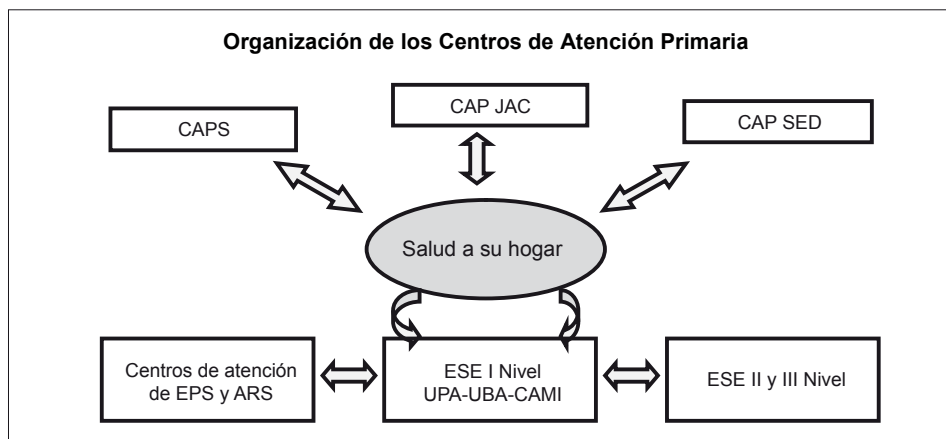 Organización de los Centros de Atención Primaria
CAPS
CAP JAC
CAP SED
Salud a su hogar
Centros de atención
de EPS y ARS
ESE I Nivel
UPA-UBA-CAMI
ESE II y III Nivel